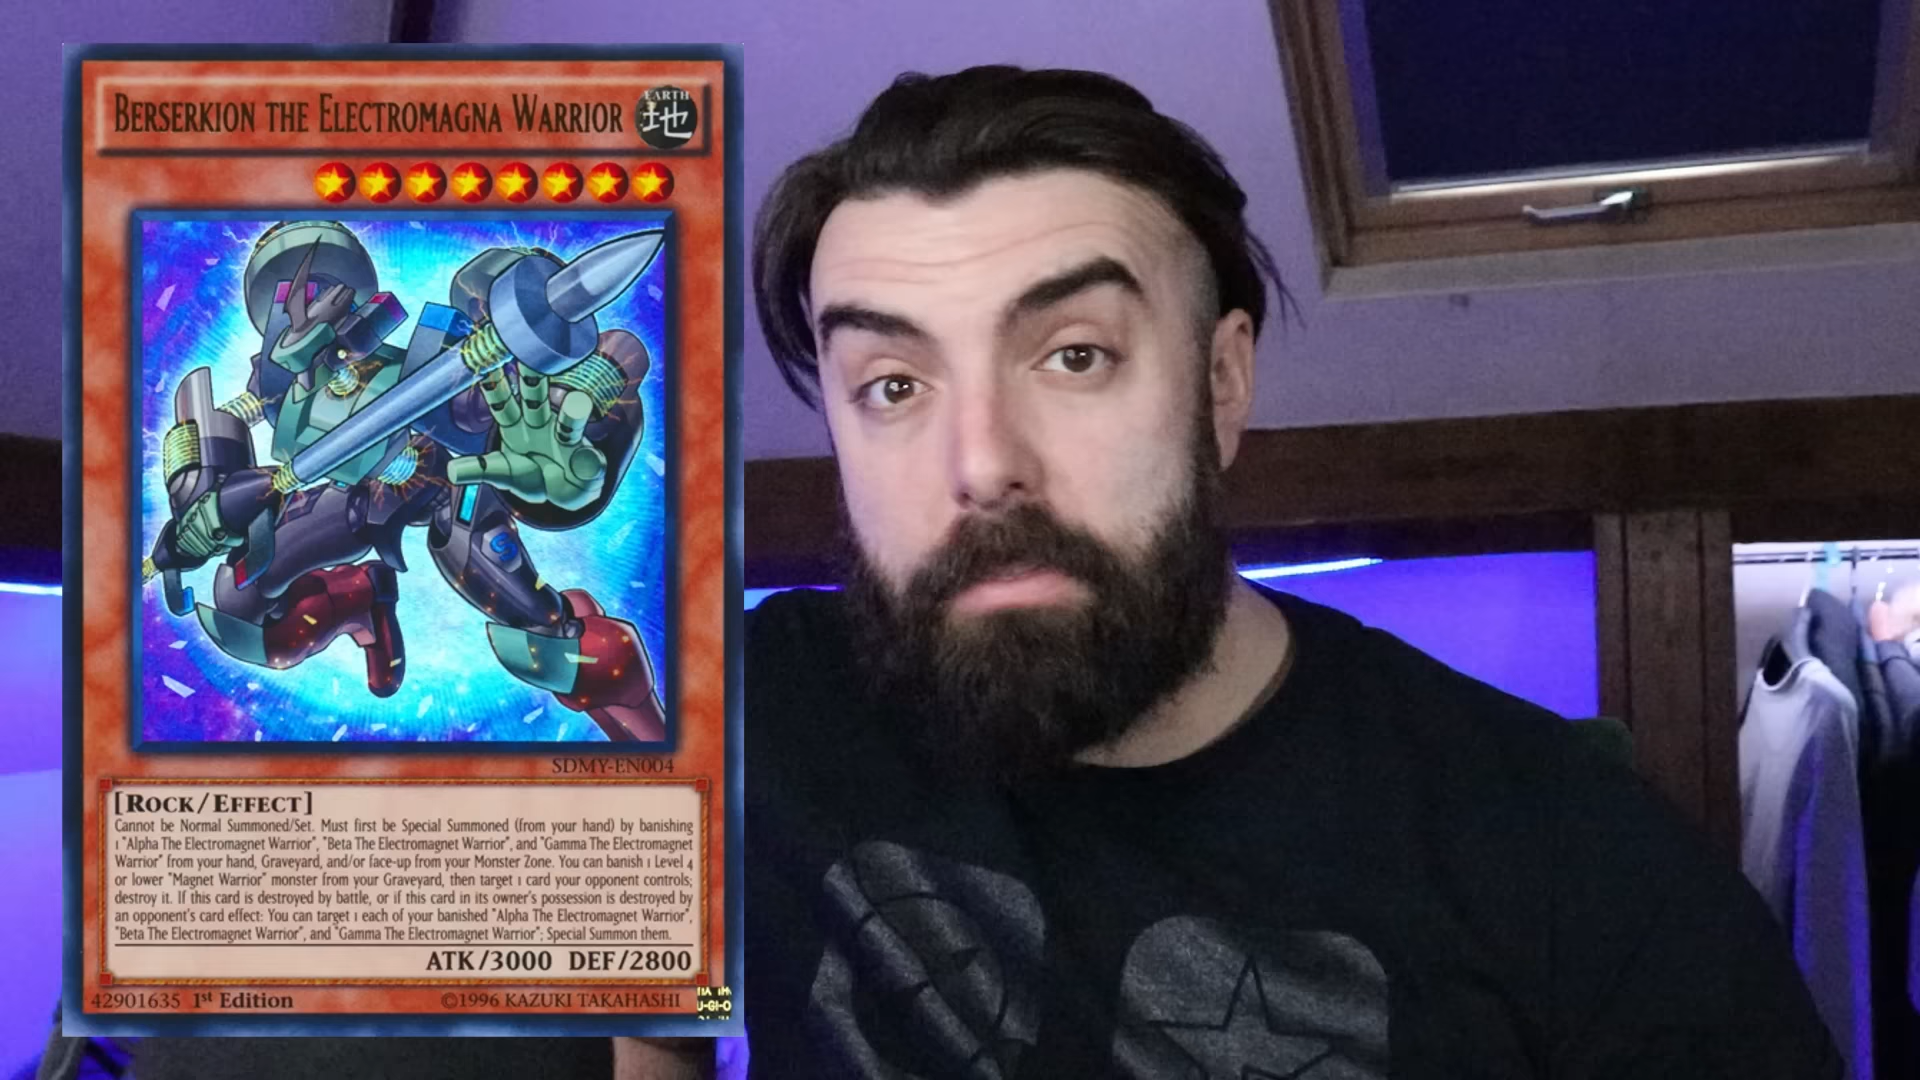 BERSERKION THE ELECTROMAGNA WARRIOR
EARTH
地
SDMY-EN004
[ROCK/EFFECT]
Cannot be Normal Summoned/Set. Must first be Special Summoned (from your hand) by banishing
1 "Alpha The Electromagnet Warrior", "Beta The Electromagnet Warrior", and "Gamma The Electromagnet
Warrior" from your hand, Graveyard, and/or face-up from your Monster Zone. You can banish 1 Level 4
or lower "Magnet Warrior" monster from your Graveyard, then target 1 card your opponent controls;
destroy it. If this card is destroyed by battle, or if this card in its owner's possession is destroyed by
an opponent's card effect: You can target 1 each of your banished "Alpha The Electromagnet Warrior",
"Beta The Electromagnet Warrior", and "Gamma The Electromagnet Warrior"; Special Summon them.
ATK/3000 DEF/2800
42901635 1st Edition
©1996 KAZUKI TAKAHASHI